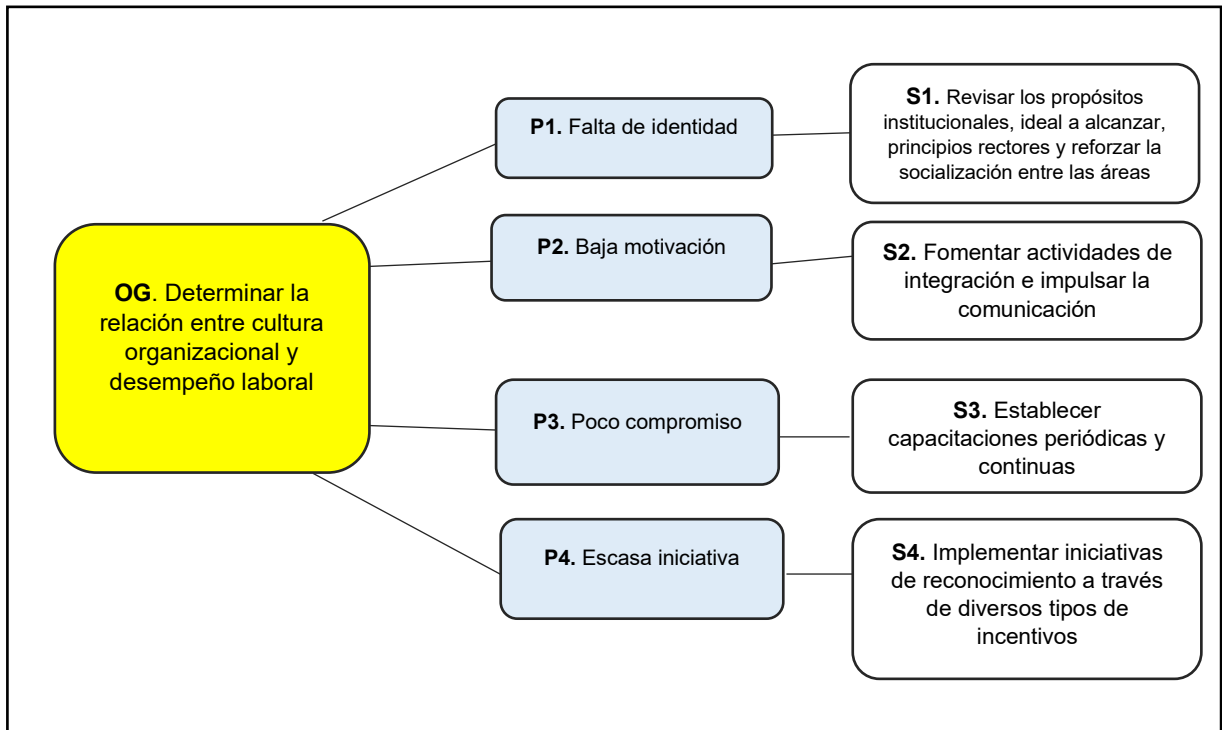 OG. Determinar la
relación entre cultura
organizacional y
desempeño laboral
P1. Falta de identidad
S1. Revisar los propósitos
institucionales, ideal a alcanzar,
principios rectores y reforzar la
socialización entre las áreas
P2. Baja motivación
S2. Fomentar actividades de
integración e impulsar la
comunicación
P3. Poco compromiso
S3. Establecer
capacitaciones periódicas y
continuas
P4. Escasa iniciativa
S4. Implementar iniciativas
de reconocimiento a través
de diversos tipos de
incentivos